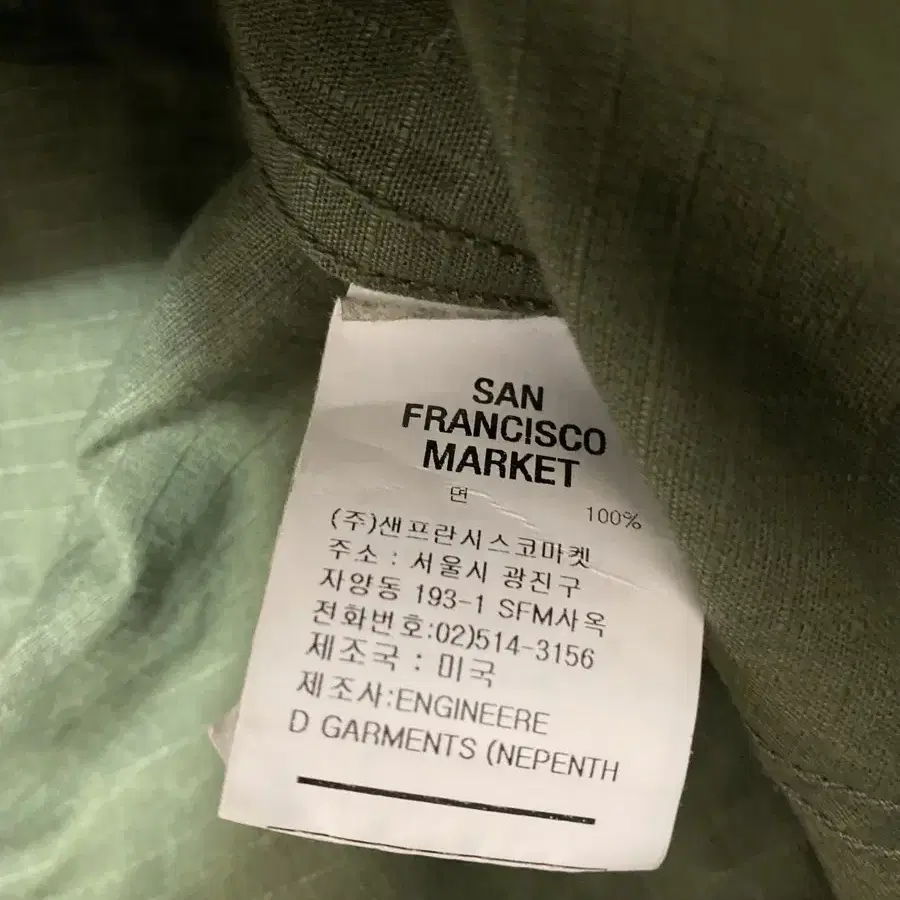 SAN
FRANCISCO
MARKET
면 100%
(주)샌프란시스코마켓
주소 : 서울시 광진구
자양동 193-1 SFM사옥
전화번호:02)514-3156
제조국 : 미국
제조사:ENGINEERE
D GARMENTS (NEPENTH